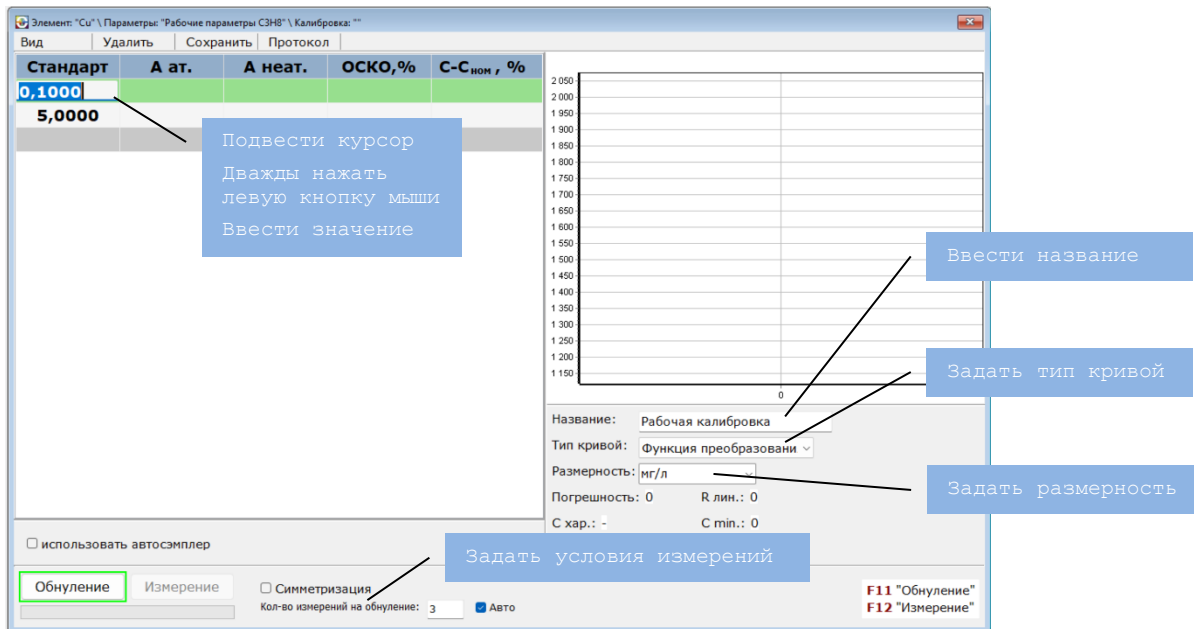 Элемент: "Cu" \ Параметры: "Рабочие параметры C3H8" \ Калибровка: ""
Вид Удалить Сохранить Протокол
Стандарт А ат. А неат. ОСКО,% С-Сном , %
0,1000
5,0000
Подвести курсор
Дважды нажать
левую кнопку мыши
Ввести значение
2 050
2 000
1 950
1 900
1 850
1 800
1 750
1 700
1 650
1 600
1 550
1 500
1 450
1 400
1 350
1 300
1 250
1 200
1 150
0
Ввести название
Задать тип кривой
Задать размерность
Название: Рабочая калибровка
Тип кривой: Функция преобразовани
Размерность: мг/л
Погрешность: 0 R лин.: 0
С хар.: - C min.: 0
использовать автосэмплер
Задать условия измерений
Обнуление Измерение
Симметризация
Кол-во измерений на обнуление: 3 Авто
F11 "Обнуление"
F12 "Измерение"